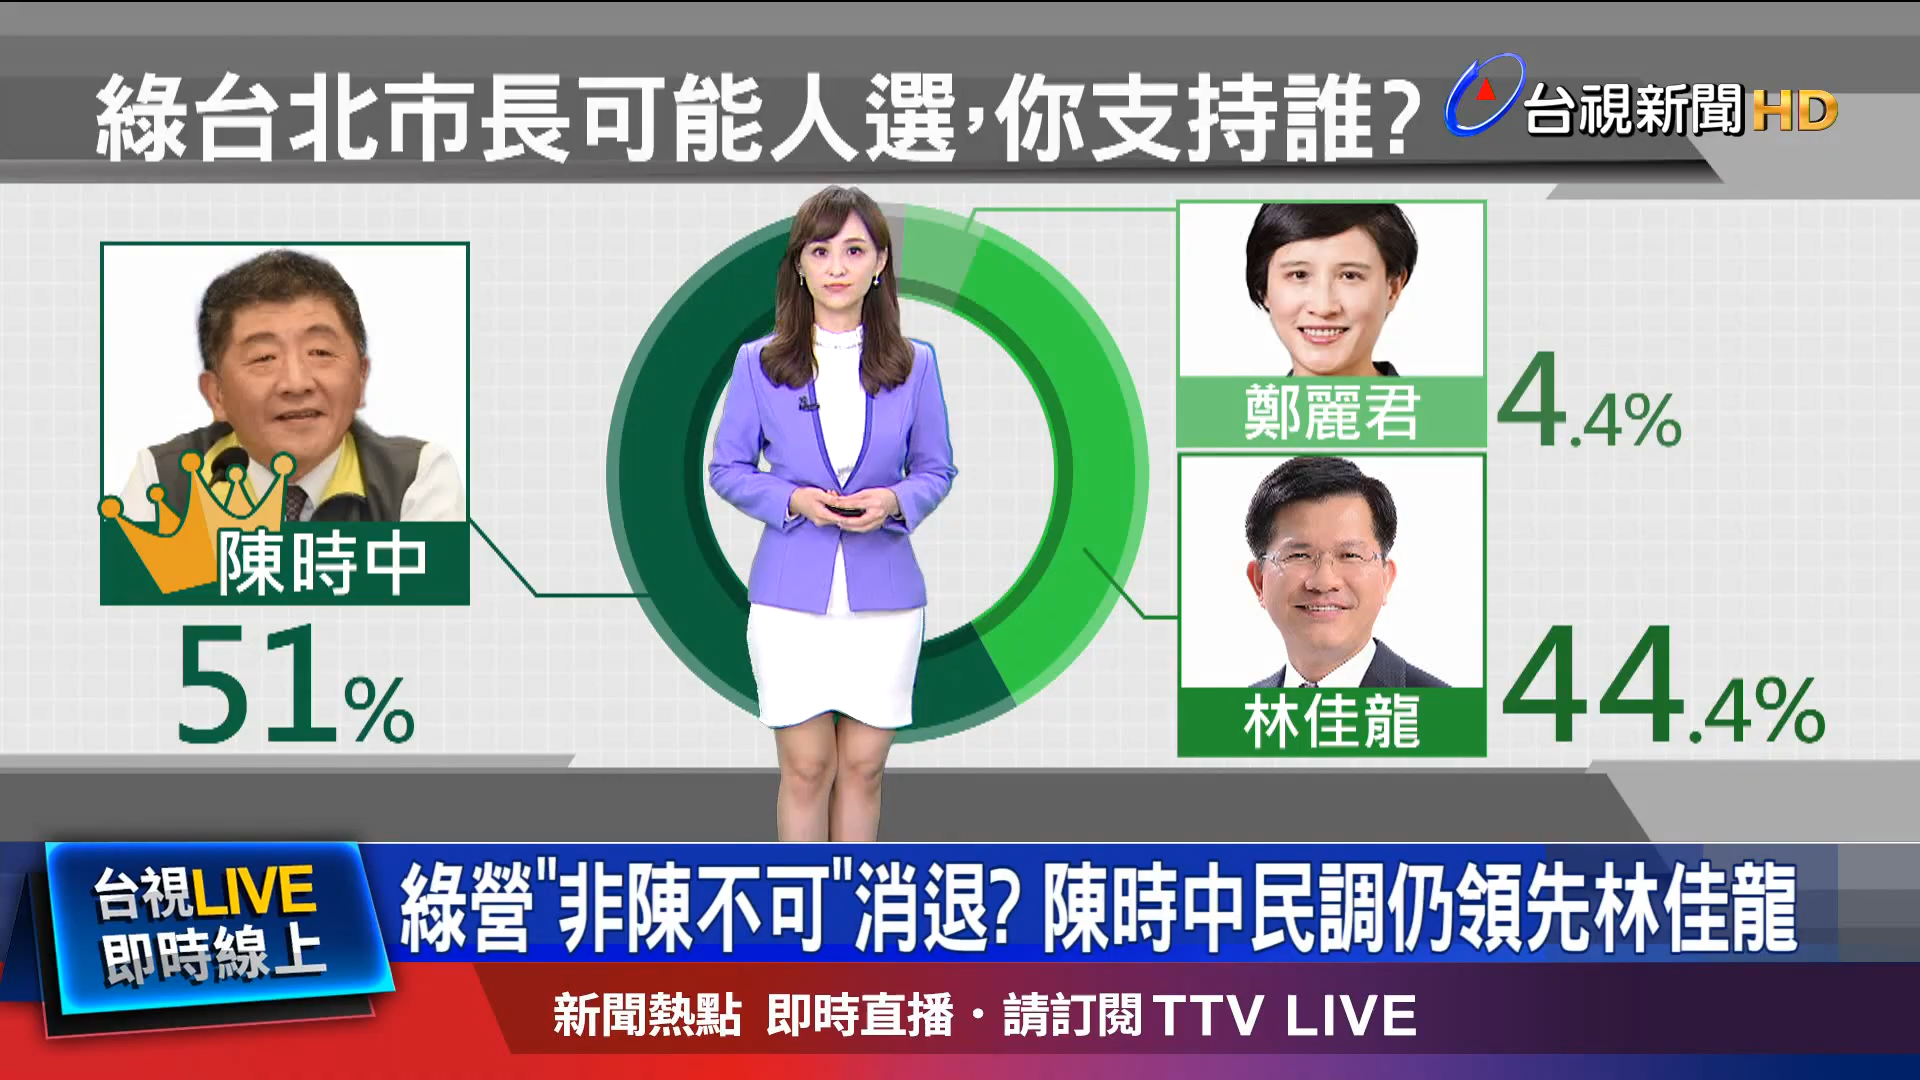 綠台北市長可能人選,你支持誰?
台視新聞HD
陳時中
51%
鄭麗君
4.4%
林佳龍
44.4%
台視LIVE
即時線上
綠營"非陳不可"消退? 陳時中民調仍領先林佳龍
新聞熱點 即時直播·請訂閱TTV LIVE